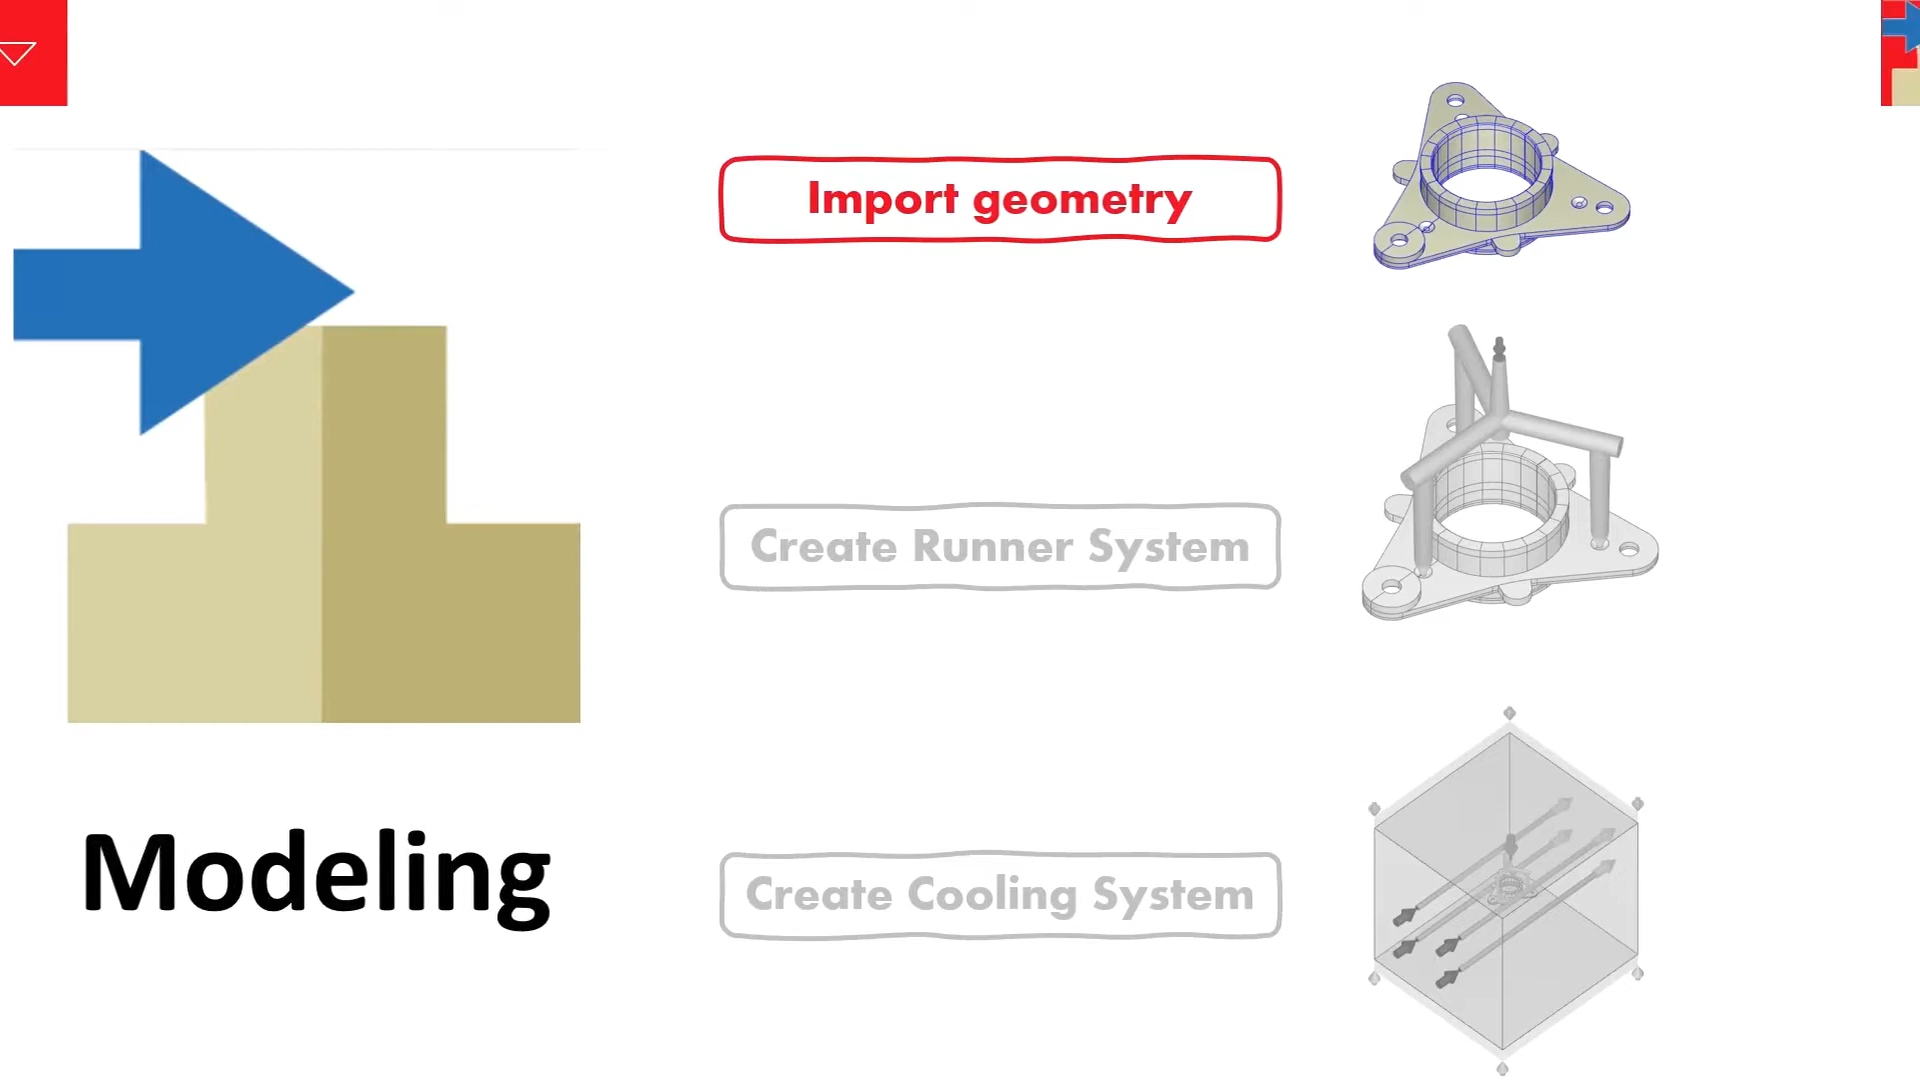 Import geometry
Create Runner System
Create Cooling System
Modeling